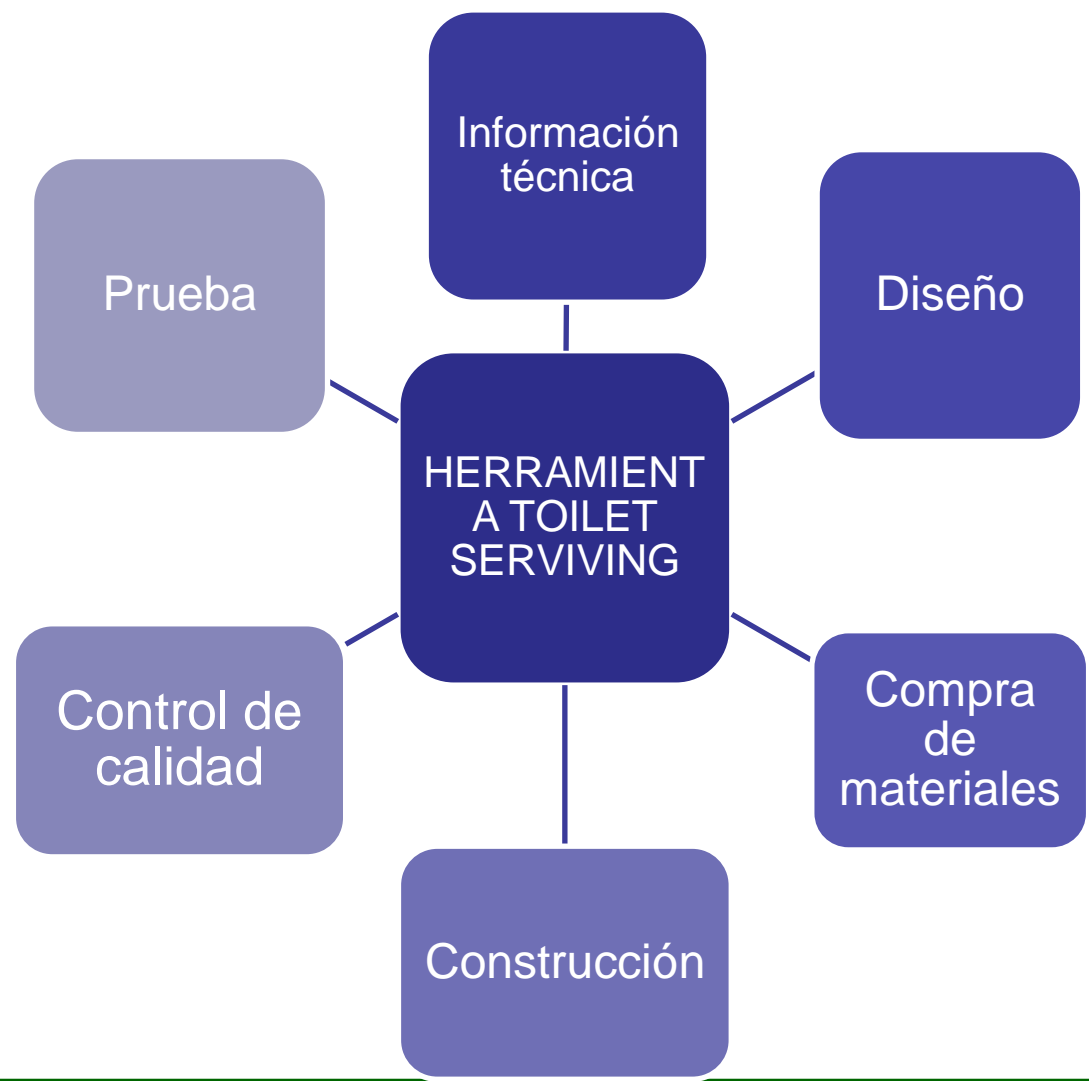 Información
técnica
Prueba
Diseño
HERRAMIENT
A TOILET
SERVIVING
Control de
calidad
Compra
de
materiales
Construcción